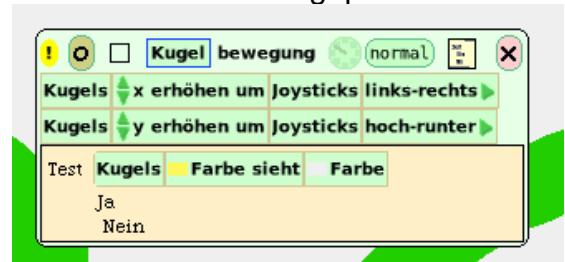 ! Kugel bewegung normal
Kugels x erhöhen um Joysticks links-rechts
Kugels y erhöhen um Joysticks hoch-runter
Test Kugels Farbe sieht Farbe
Ja
Nein